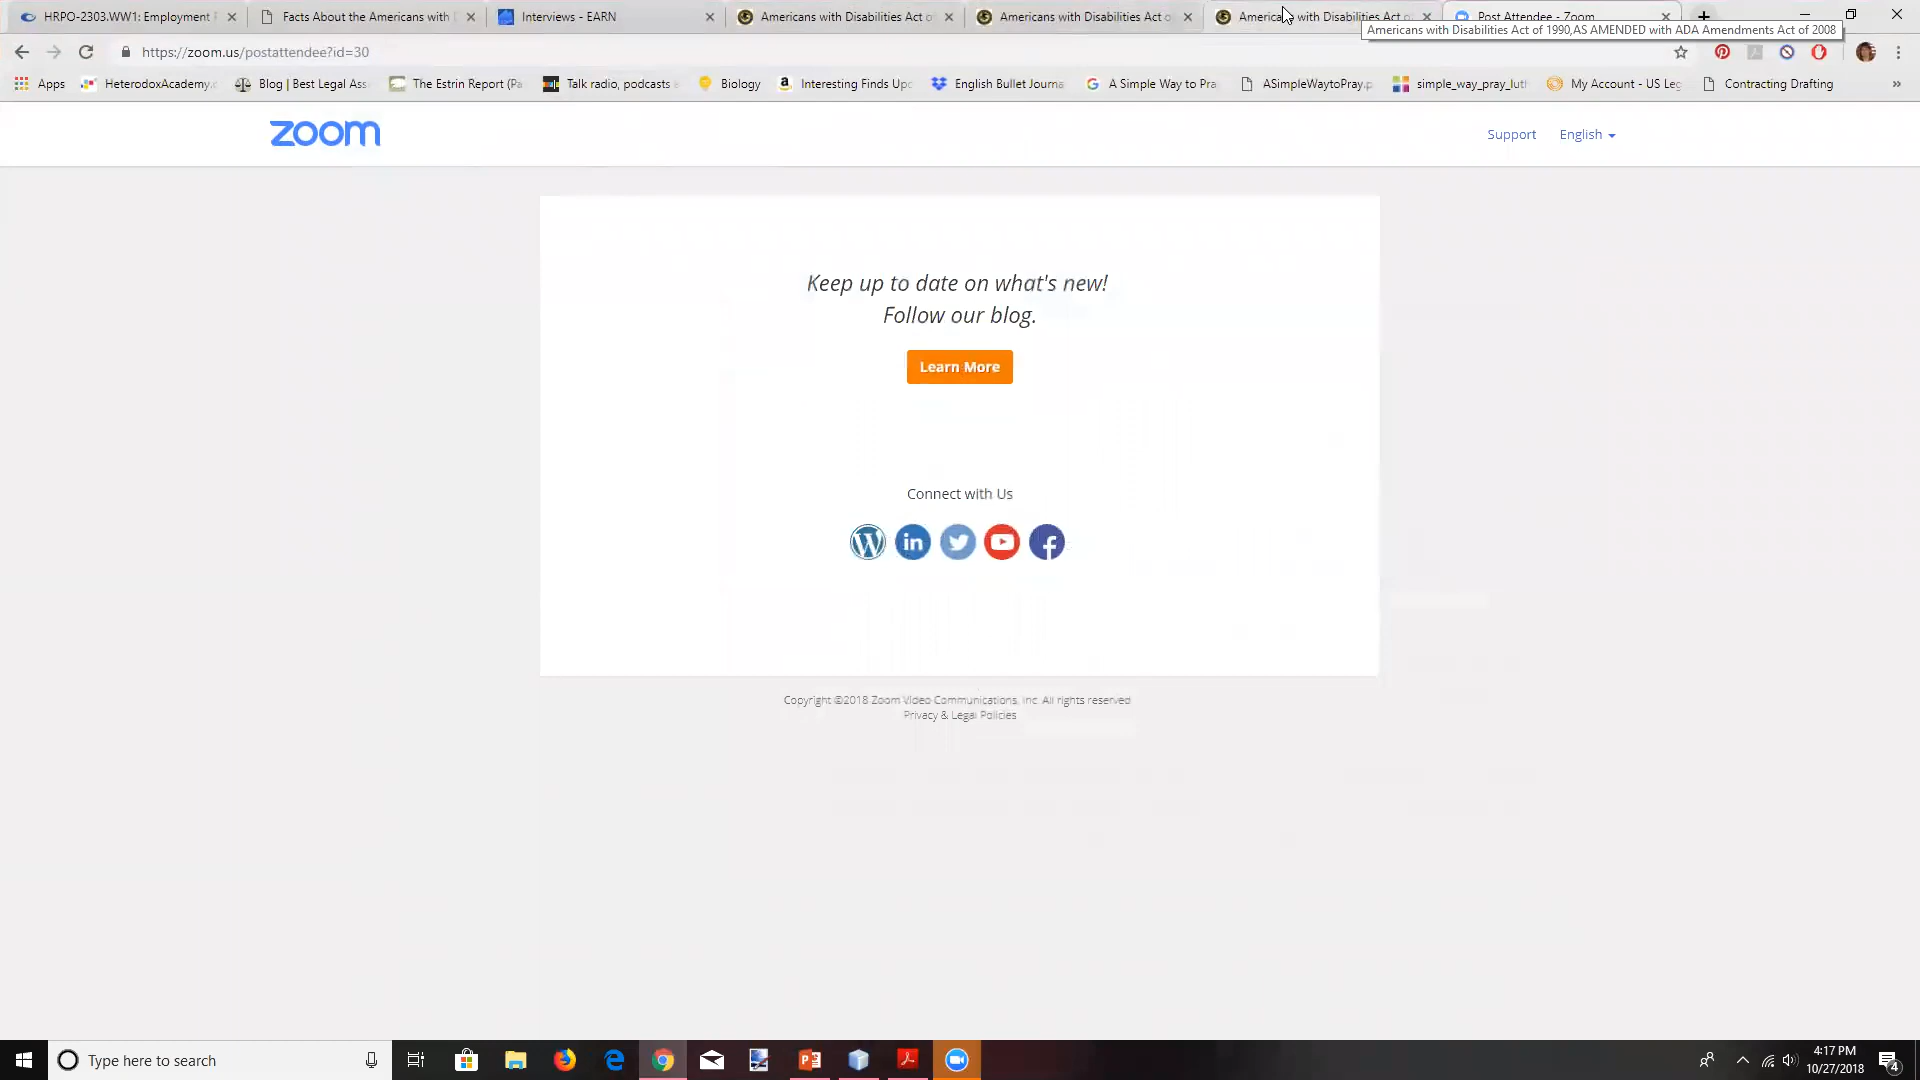 HRPO-2303.WW1: Employment
Facts About the Americans with
Interviews - EARN
Americans with Disabilities Act o
Americans with Disabilities Act o
Americans with Disabilities Act o
Post Attendee - Zoom
Americans with Disabilities Act of 1990,AS AMENDED with ADA Amendments Act of 2008
https://zoom.us/postattendee?id=30
Apps
HeterodoxAcademy.
Blog | Best Legal Ass
The Estrin Report (Pa
Talk radio, podcasts
Biology
Interesting Finds Up
English Bullet Journa
A Simple Way to Pra
ASimpleWaytoPray.p
simple_way_pray_lut
My Account - US Leg
Contracting Drafting
»
zoom
Support
English
Keep up to date on what's new!
Follow our blog.
Learn More
Connect with Us
Copyright ©2018 Zoom Video Communications, Inc. All rights reserved
Privacy & Legal Policies
Type here to search
4:17 PM
10/27/2018
4